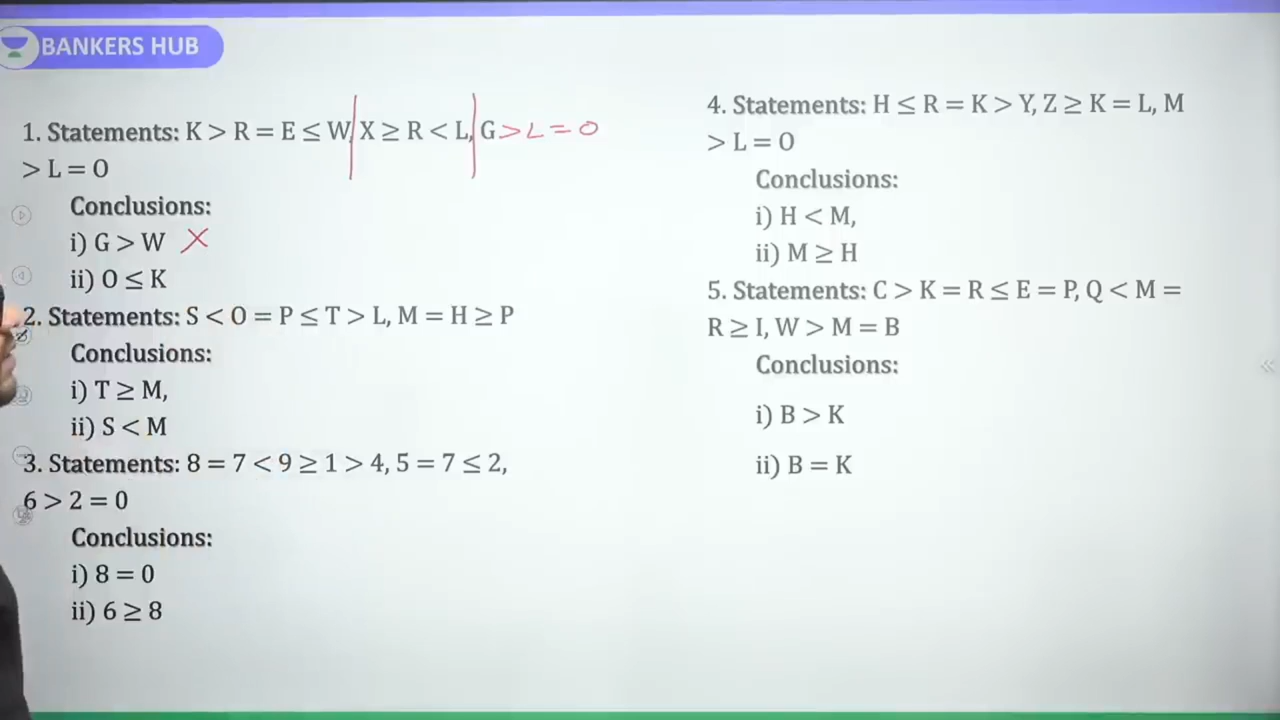 BANKERS HUB
1. Statements: K > R = E ≤ W, X ≥ R < L, G > L = O
> L = O
Conclusions:
i) G > W ✗
ii) O ≤ K
2. Statements: S < O = P ≤ T > L, M = H ≥ P
Conclusions:
i) T ≥ M,
ii) S < M
3. Statements: 8 = 7 < 9 ≥ 1 > 4, 5 = 7 ≤ 2,
6 > 2 = 0
Conclusions:
i) 8 = 0
ii) 6 ≥ 8
4. Statements: H ≤ R = K > Y, Z ≥ K = L, M
> L = O
Conclusions:
i) H < M,
ii) M ≥ H
5. Statements: C > K = R ≤ E = P, Q < M =
R ≥ I, W > M = B
Conclusions:
i) B > K
ii) B = K